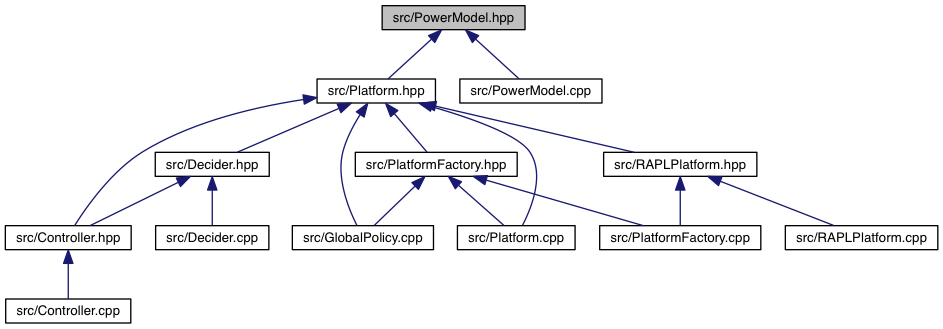 src/PowerModel.hpp
src/Platform.hpp
src/PowerModel.cpp
src/Decider.hpp
src/PlatformFactory.hpp
src/RAPLPlatform.hpp
src/Controller.hpp
src/Decider.cpp
src/GlobalPolicy.cpp
src/Platform.cpp
src/PlatformFactory.cpp
src/RAPLPlatform.cpp
src/Controller.cpp